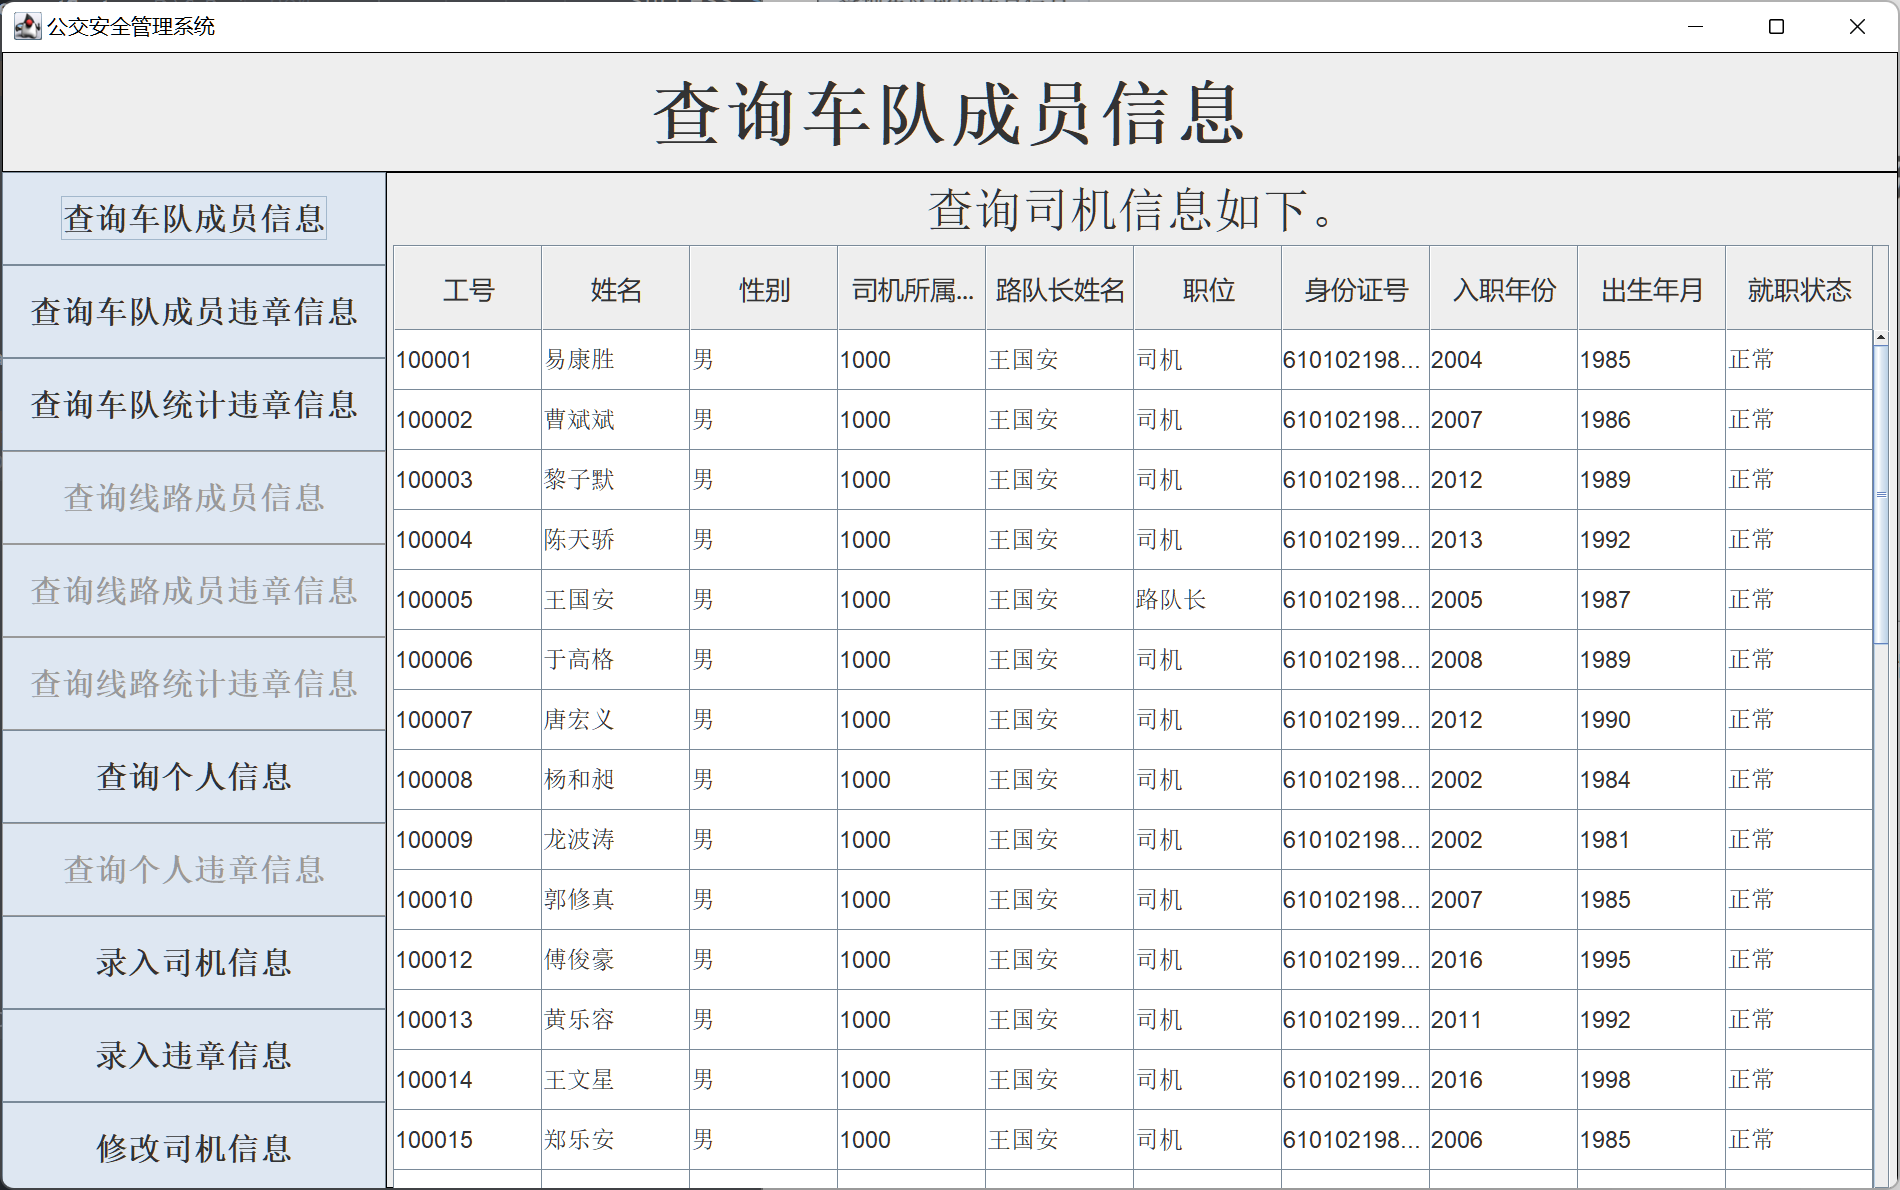 公交安全管理系统
查询车队成员信息
查询车队成员信息
查询车队成员违章信息
查询车队统计违章信息
查询线路成员信息
查询线路成员违章信息
查询线路统计违章信息
查询个人信息
查询个人违章信息
录入司机信息
录入违章信息
修改司机信息
查询司机信息如下。
工号 姓名 性别 司机所属... 路队长姓名 职位 身份证号 入职年份 出生年月 就职状态
100001 易康胜 男 1000 王国安 司机 610102198... 2004 1985 正常
100002 曹斌斌 男 1000 王国安 司机 610102198... 2007 1986 正常
100003 黎子默 男 1000 王国安 司机 610102198... 2012 1989 正常
100004 陈天骄 男 1000 王国安 司机 610102199... 2013 1992 正常
100005 王国安 男 1000 王国安 路队长 610102198... 2005 1987 正常
100006 于高格 男 1000 王国安 司机 610102198... 2008 1989 正常
100007 唐宏义 男 1000 王国安 司机 610102199... 2012 1990 正常
100008 杨和昶 男 1000 王国安 司机 610102198... 2002 1984 正常
100009 龙波涛 男 1000 王国安 司机 610102198... 2002 1981 正常
100010 郭修真 男 1000 王国安 司机 610102198... 2007 1985 正常
100012 傅俊豪 男 1000 王国安 司机 610102199... 2016 1995 正常
100013 黄乐容 男 1000 王国安 司机 610102199... 2011 1992 正常
100014 王文星 男 1000 王国安 司机 610102199... 2016 1998 正常
100015 郑乐安 男 1000 王国安 司机 610102198... 2006 1985 正常